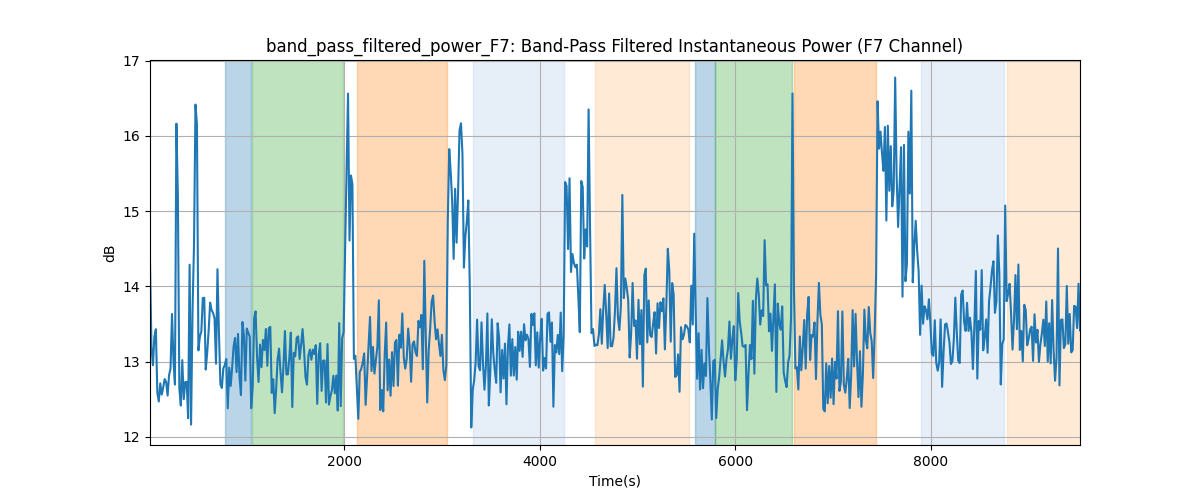 band_pass_filtered_power_F7: Band-Pass Filtered Instantaneous Power (F7 Channel)
17
16
15
14
13
12
dB
2000 4000 6000 8000
Time(s)